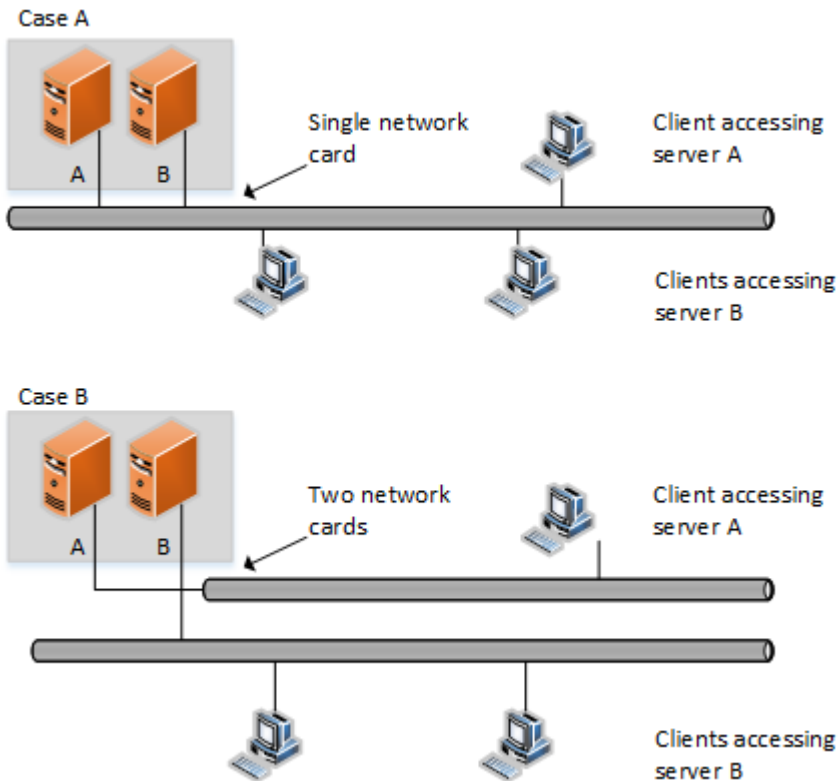 Case A
Single network
card
Client accessing
server A
A
B
Clients accessing
server B
Case B
Two network
cards
Client accessing
server A
A
B
Clients accessing
server B